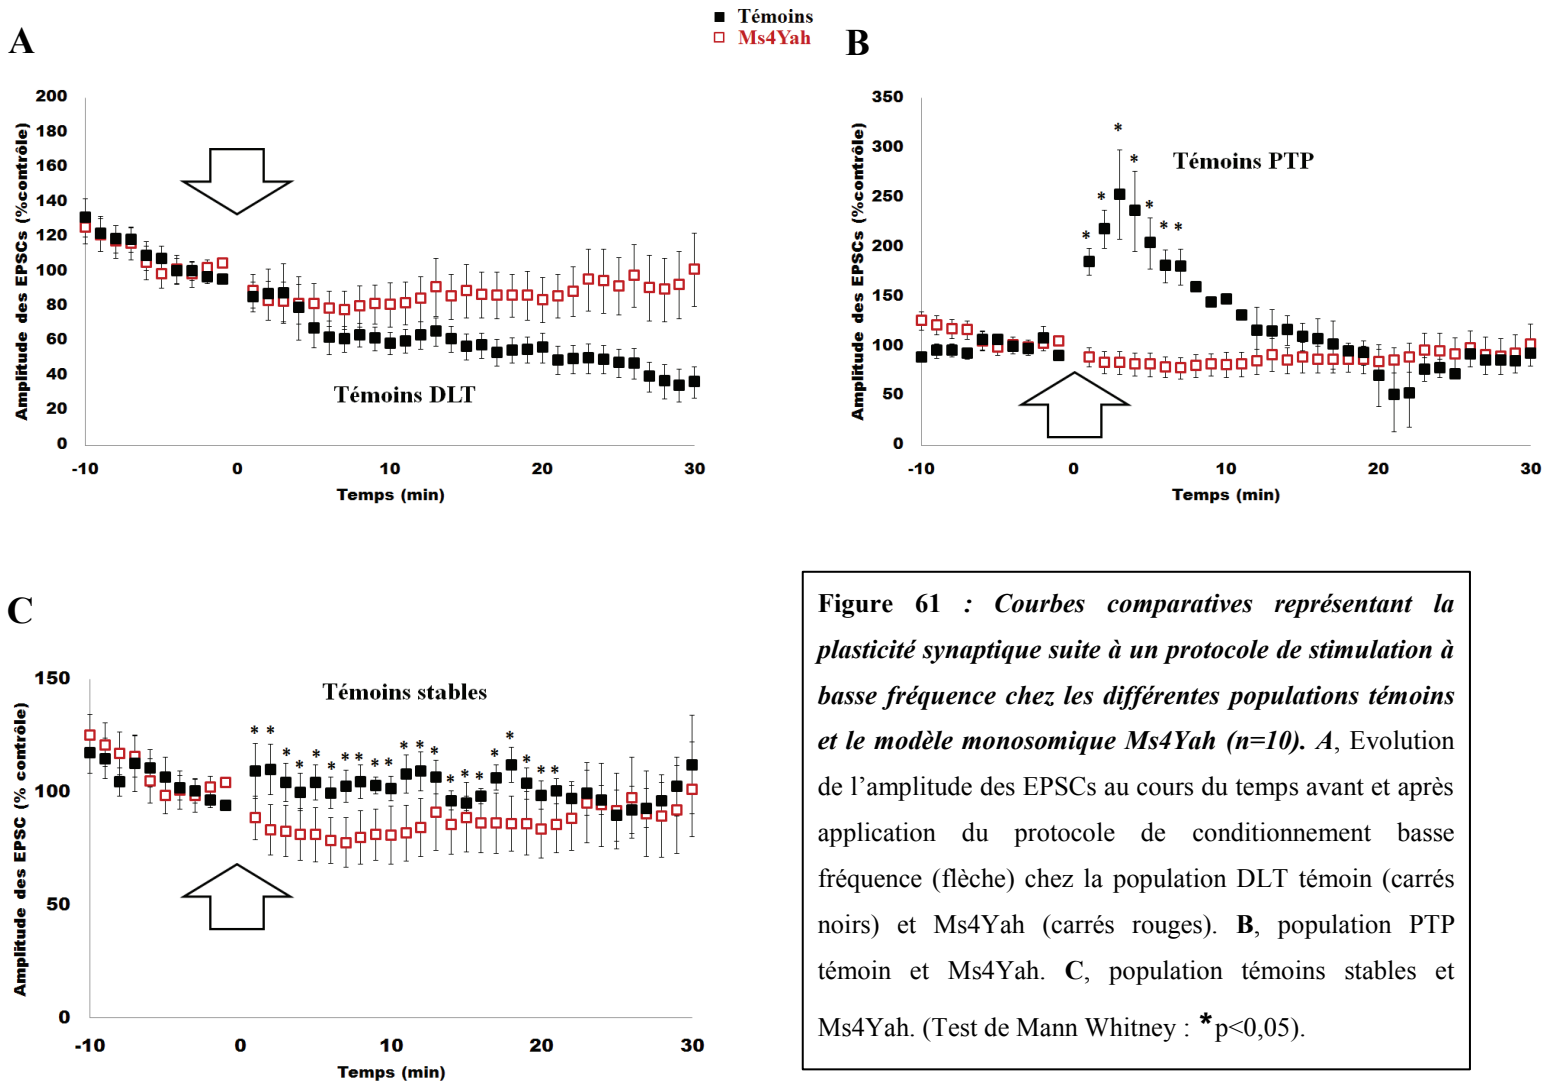 Témoins
Ms4Yah
A
200
180
160
140
120
100
80
60
40
20
0
Amplitude des EPSCs (%contrôle)
Témoins DLT
-10
0
10
20
30
Temps (min)
B
350
300
250
200
150
100
50
0
Amplitude des EPSCs (%contrôle)
* * * * * * *
Témoins PTP
-10
0
10
20
30
Temps (min)
C
150
100
50
0
Amplitude des EPSC (% contrôle)
Témoins stables
* * * * * * * * * * * * * * * * * * * * *
-10
0
10
20
30
Temps (min)
Figure 61 : Courbes comparatives représentant la
plasticité synaptique suite à un protocole de stimulation à
basse fréquence chez les différentes populations témoins
et le modèle monosomique Ms4Yah (n=10). A, Evolution
de l'amplitude des EPSCs au cours du temps avant et après
application du protocole de conditionnement basse
fréquence (flèche) chez la population DLT témoin (carrés
noirs) et Ms4Yah (carrés rouges). B, population PTP
témoin et Ms4Yah. C, population témoins stables et
Ms4Yah. (Test de Mann Whitney : *p<0,05).